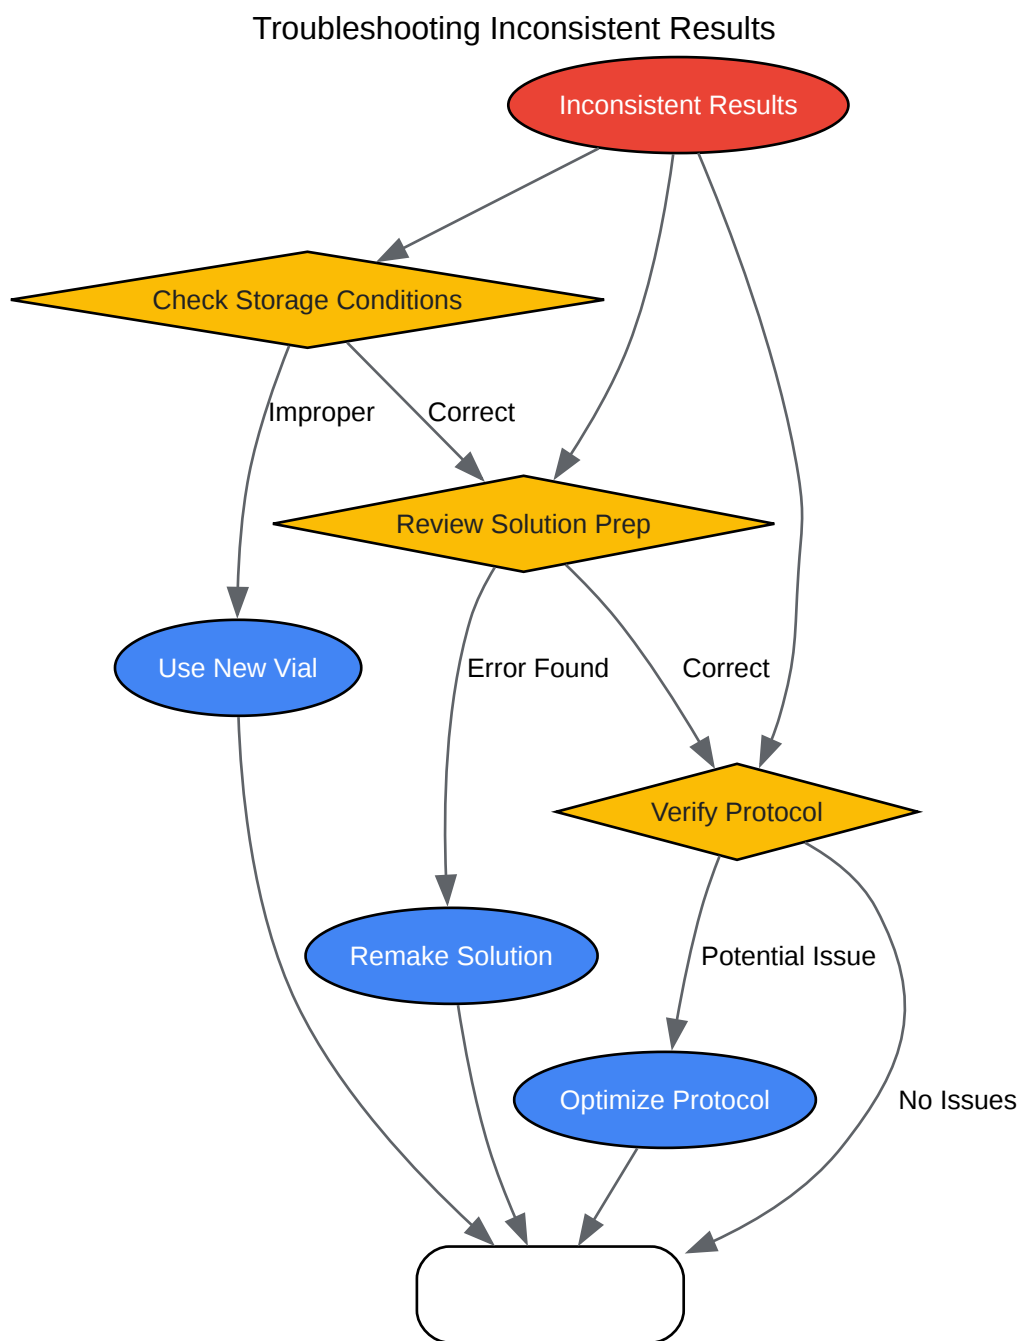 Troubleshooting Inconsistent Results
Inconsistent Results
Check Storage Conditions
Improper
Correct
Review Solution Prep
Use New Vial
Error Found
Correct
Verify Protocol
Remake Solution
Potential Issue
Optimize Protocol
No Issues